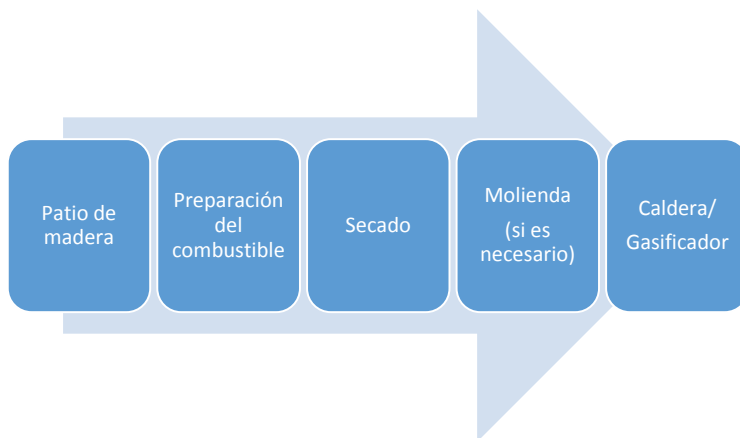 Patio de
madera
Preparación
del
combustible
Secado
Molienda
(si es
necesario)
Caldera/
Gasificador